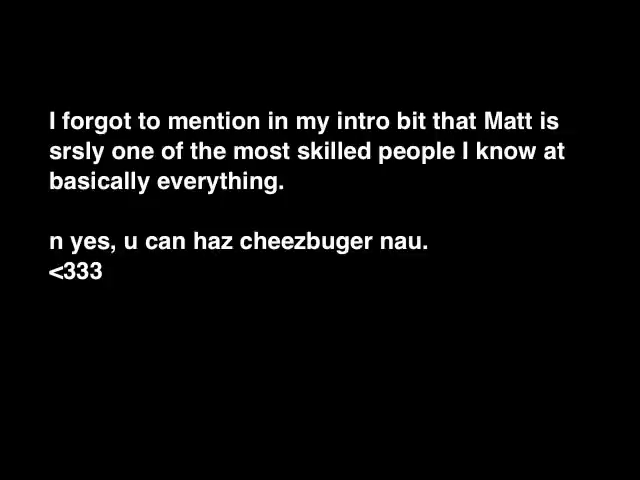 I forgot to mention in my intro bit that Matt is
srsly one of the most skilled people I know at
basically everything.
n yes, u can haz cheezbuger nau.
<333